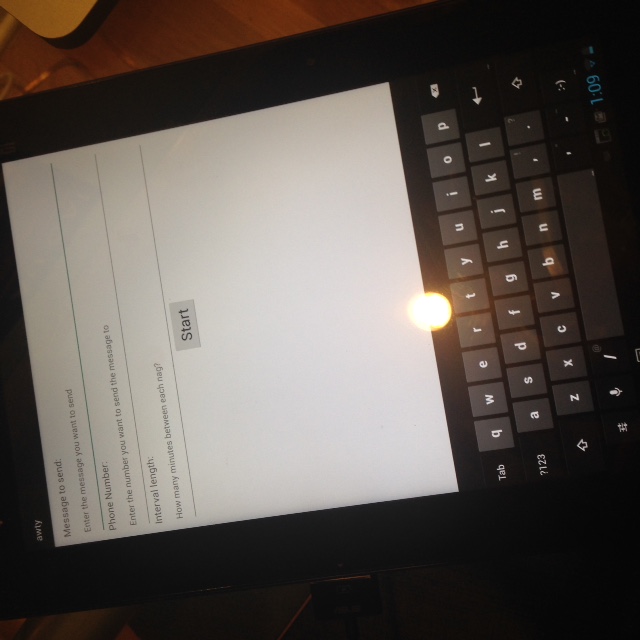 awty
Message to send:
Enter the message you want to send
Phone Number:
Enter the number you want to send the message to
Interval length:
How many minutes between each nag?
Start
q w e r t y u i o p
Tab
a s d f g h j k l
?123
z x c v b n m , .
/ ' - :-)
1:09